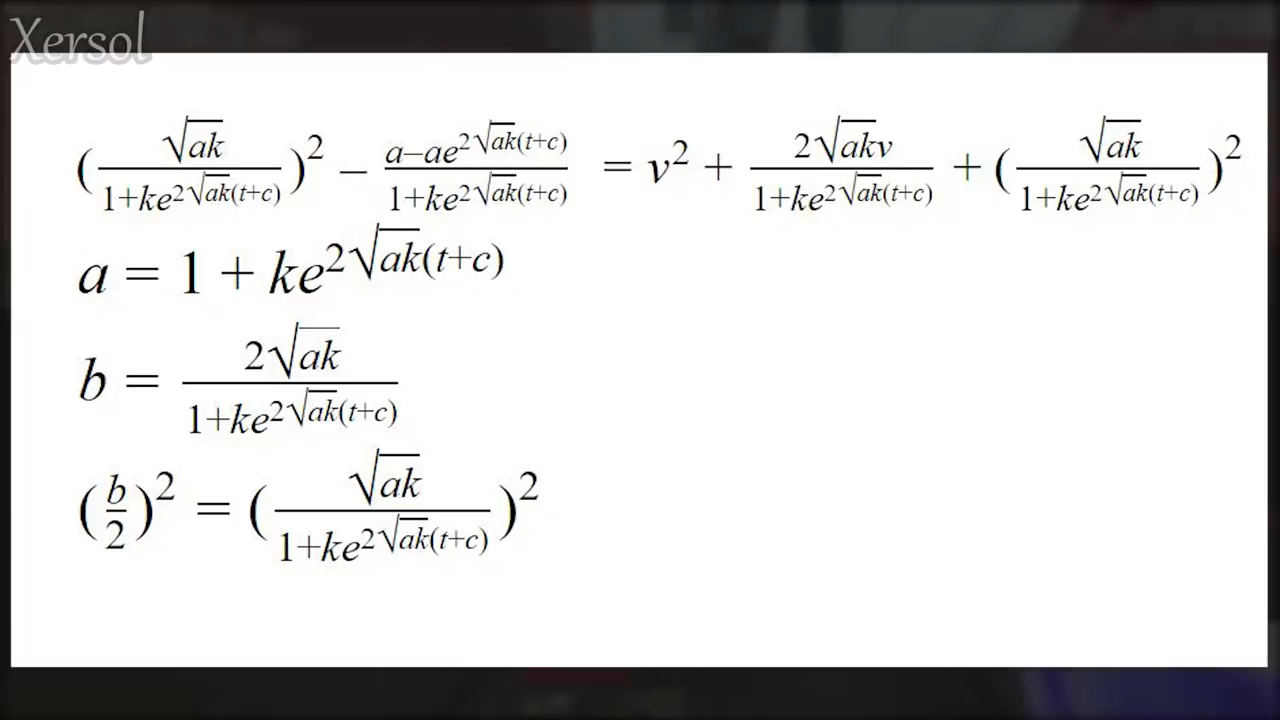 Xersol
(√ak / 1+ke^{2√ak(t+c)})² − a−ae^{2√ak(t+c)} / 1+ke^{2√ak(t+c)} = v² + 2√akv / 1+ke^{2√ak(t+c)} + (√ak / 1+ke^{2√ak(t+c)})²
a = 1 + ke^{2√ak(t+c)}
b = 2√ak / 1+ke^{2√ak(t+c)}
(b/2)² = (√ak / 1+ke^{2√ak(t+c)})²